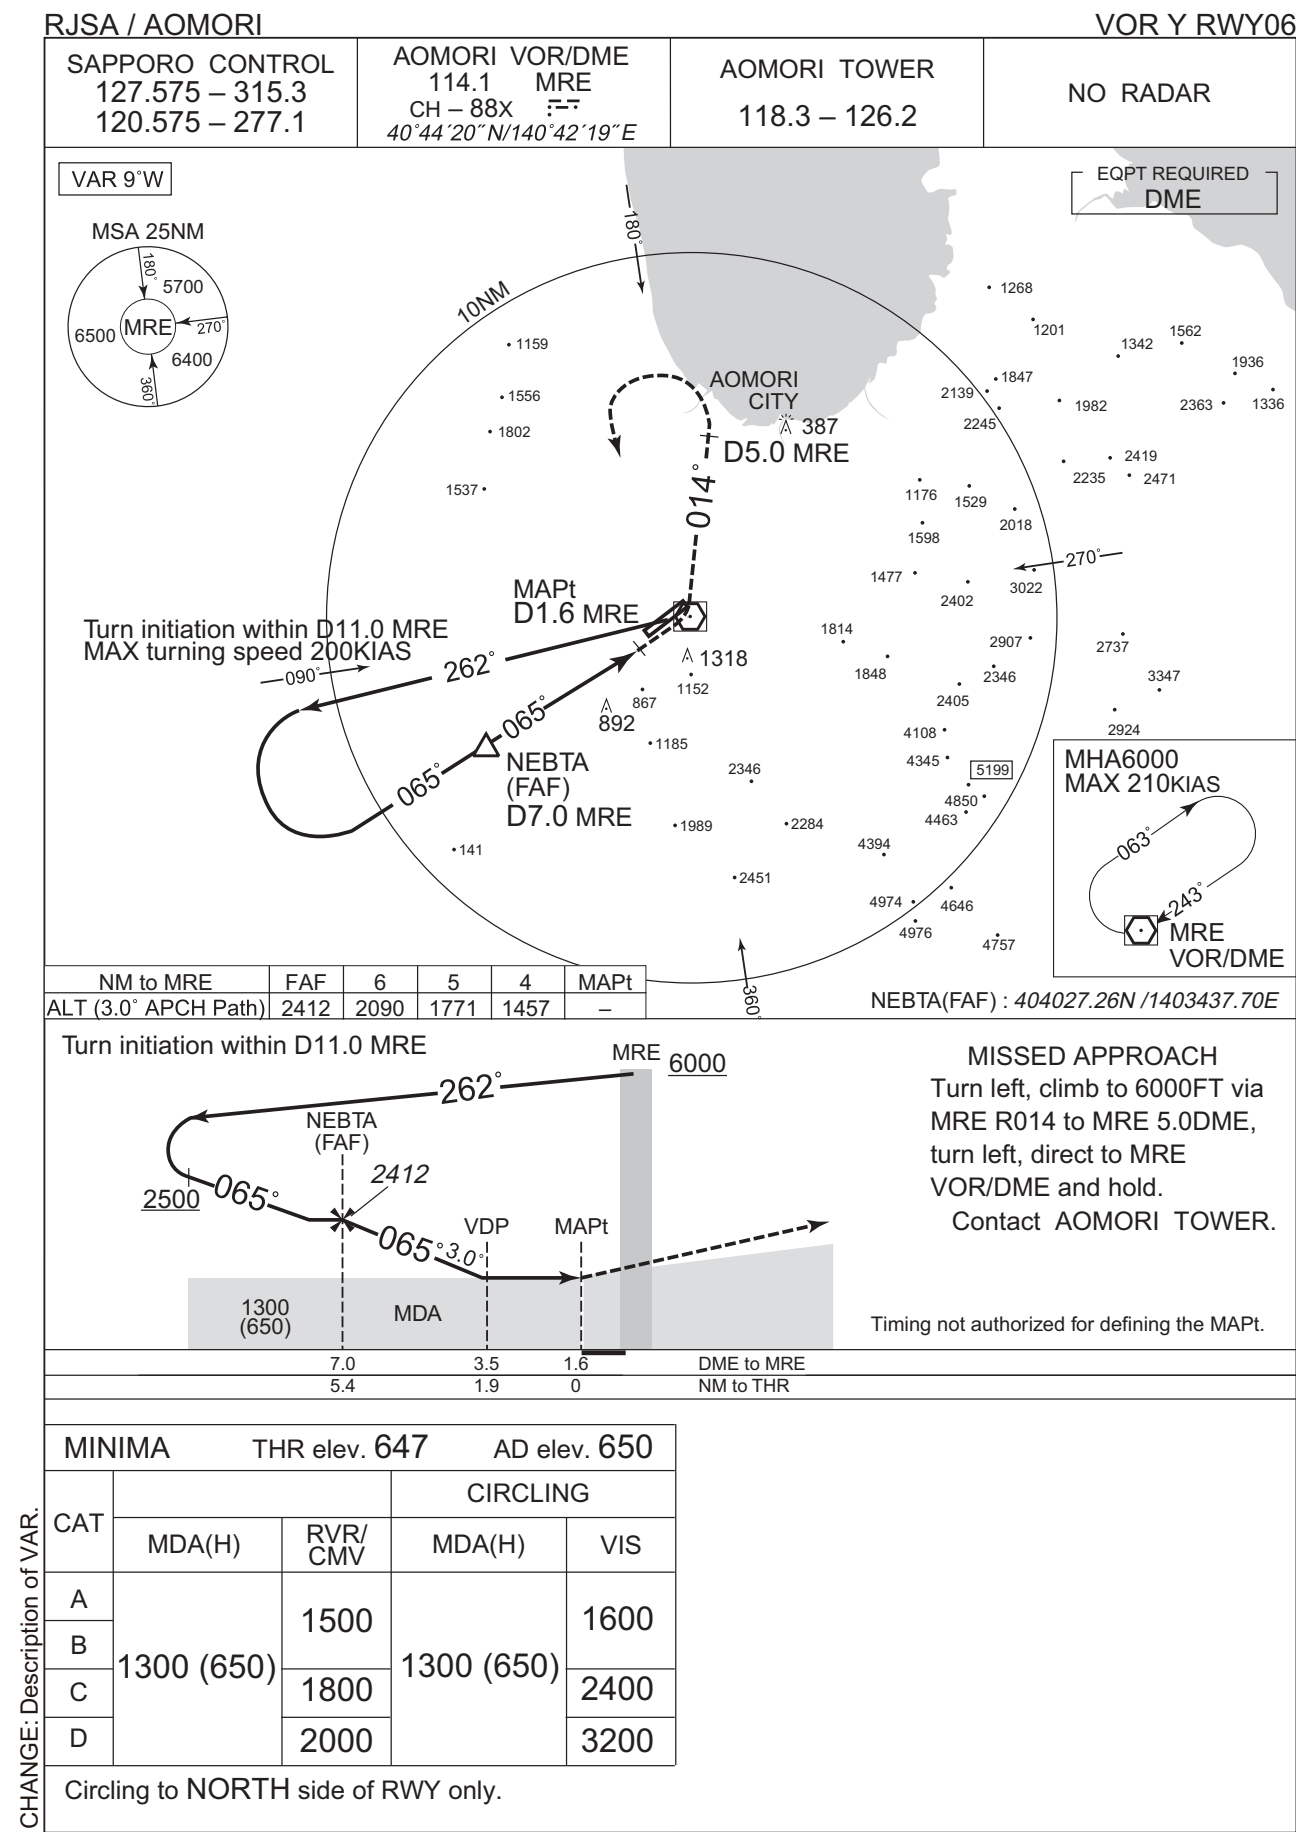 RJSA / AOMORI
VOR Y RWY06
SAPPORO CONTROL
127.575 – 315.3
120.575 – 277.1
AOMORI VOR/DME
114.1 MRE
CH – 88X
40°44´20˝N/140°42´19˝E
AOMORI TOWER
118.3 – 126.2
NO RADAR
VAR 9°W
EQPT REQUIRED
DME
MSA 25NM
180°
5700
6500
MRE
270°
6400
360°
180°
10NM
1268
1201
1562
1342
1936
1159
1847
2139
1982
2363
1336
1556
AOMORI
CITY
387
2245
1802
D5.0 MRE
2419
2235
2471
1537
014°
1176
1529
2018
1598
270°
1477
3022
2402
MAPt
D1.6 MRE
Turn initiation within D11.0 MRE
MAX turning speed 200KIAS
1814
2907
2737
090°
262°
1318
1848
2346
3347
1152
867
2405
892
065°
2924
4108
1185
NEBTA
(FAF)
D7.0 MRE
065°
2346
4345
5199
4850
4463
1989
2284
4394
141
2451
4974
4646
4976
4757
360°
MHA6000
MAX 210KIAS
063°
243°
MRE
VOR/DME
NM to MRE FAF 6 5 4 MAPt
ALT (3.0° APCH Path) 2412 2090 1771 1457 –
NEBTA(FAF) : 404027.26N /1403437.70E
Turn initiation within D11.0 MRE
MRE
6000
262°
NEBTA
(FAF)
2412
2500
065°
065°
3.0°
VDP
MAPt
1300
(650)
MDA
MISSED APPROACH
Turn left, climb to 6000FT via
MRE R014 to MRE 5.0DME,
turn left, direct to MRE
VOR/DME and hold.
Contact AOMORI TOWER.
Timing not authorized for defining the MAPt.
7.0 3.5 1.6 DME to MRE
5.4 1.9 0 NM to THR
MINIMA THR elev. 647 AD elev. 650
CAT
CIRCLING
MDA(H)
RVR/
CMV
MDA(H)
VIS
A
B
C
D
1300 (650)
1500
1800
2000
1300 (650)
1600
2400
3200
Circling to NORTH side of RWY only.
CHANGE: Description of VAR.